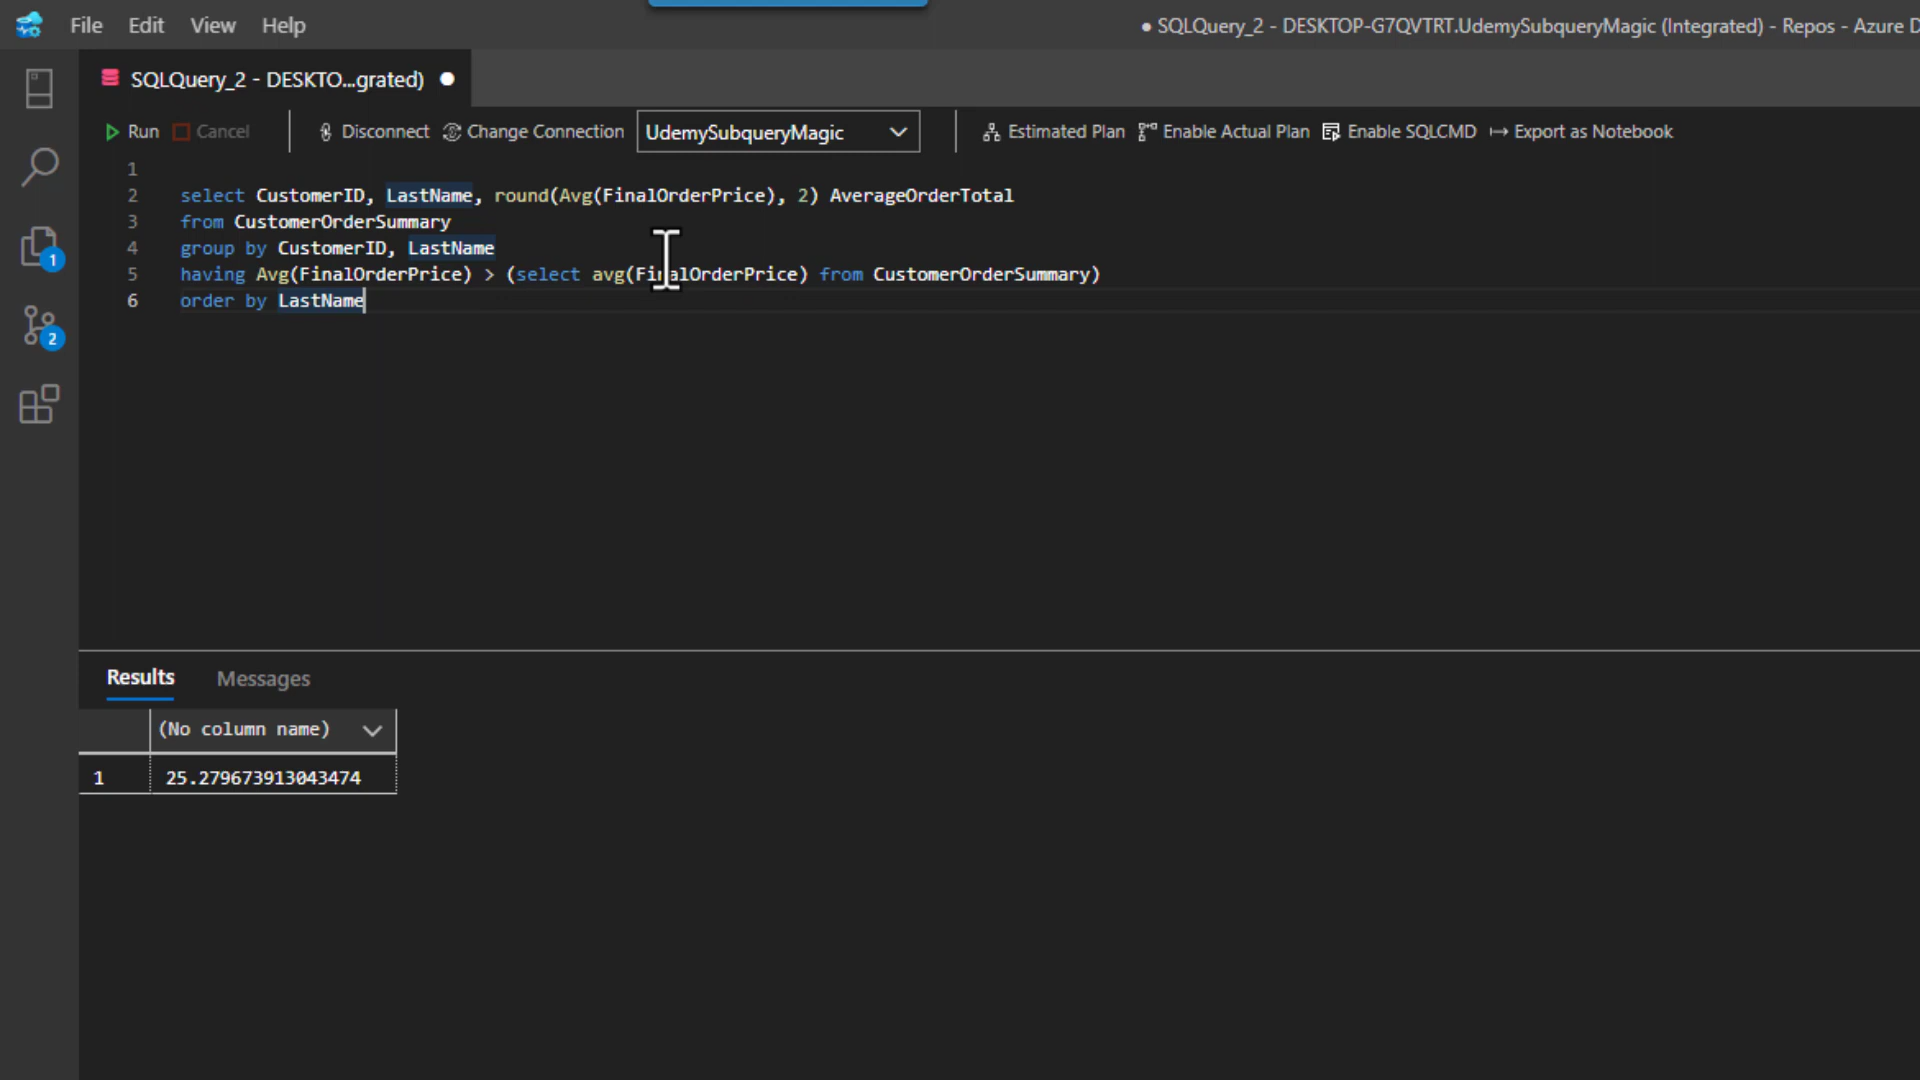 File Edit View Help
● SQLQuery_2 - DESKTOP-G7QVTRT.UdemySubqueryMagic (Integrated) - Repos - Azure D
SQLQuery_2 - DESKTO...grated)
Run Cancel Disconnect Change Connection UdemySubqueryMagic Estimated Plan Enable Actual Plan Enable SQLCMD Export as Notebook
1
2 select CustomerID, LastName, round(Avg(FinalOrderPrice), 2) AverageOrderTotal
3 from CustomerOrderSummary
4 group by CustomerID, LastName
5 having Avg(FinalOrderPrice) > (select avg(FinalOrderPrice) from CustomerOrderSummary)
6 order by LastName
1
2
Results Messages
(No column name)
1 25.279673913043474